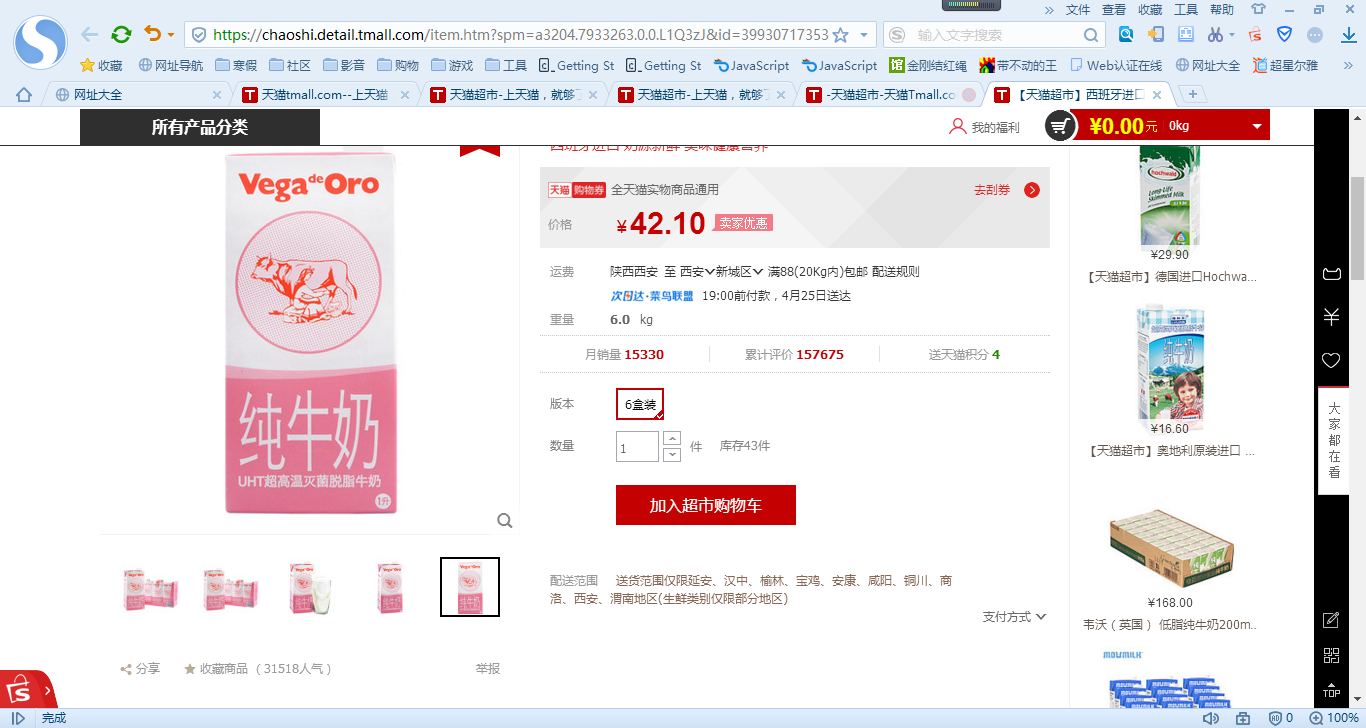 文件 查看 收藏 工具 帮助
https://chaoshi.detail.tmall.com/item.htm?spm=a3204.7933263.0.0.L1Q3zJ&id=39930717353
输入文字搜索
收藏 网址导航 寒假 社区 影音 购物 游戏 工具 Getting St Getting St JavaScript JavaScript 金刚结红绳 带不动的王 Web认证在线 网址大全 超星尔雅
网址大全 天猫tmall.com--上天猫 天猫超市-上天猫，就够了 天猫超市-上天猫，就够了 -天猫超市-天猫Tmall.co 【天猫超市】西班牙进口
所有产品分类
我的福利
¥0.00元 0kg
西班牙进口 奶源新鲜 美味健康营养
天猫 购物券 全天猫实物商品通用 去刮券
价格 ¥42.10 卖家优惠
运费 陕西西安 至 西安 新城区 满88(20Kg内)包邮 配送规则
次日达·菜鸟联盟 19:00前付款，4月25日送达
重量 6.0 kg
月销量 15330 累计评价 157675 送天猫积分 4
版本 6盒装
数量 1 件 库存43件
加入超市购物车
配送范围 送货范围仅限延安、汉中、榆林、宝鸡、安康、咸阳、铜川、商
洛、西安、渭南地区(生鲜类别仅限部分地区)
支付方式
Vega de Oro
纯牛奶
UHT超高温灭菌脱脂牛奶
1升
分享 收藏商品 （31518人气） 举报
hochwald
Long-Life
Skimmed Milk
¥29.90
【天猫超市】德国进口Hochwa...
纯牛奶
¥16.60
【天猫超市】奥地利原装进口 ...
¥168.00
韦沃（英国） 低脂纯牛奶200m..
MOWMILK
大家都在看
TOP
完成
0 100%